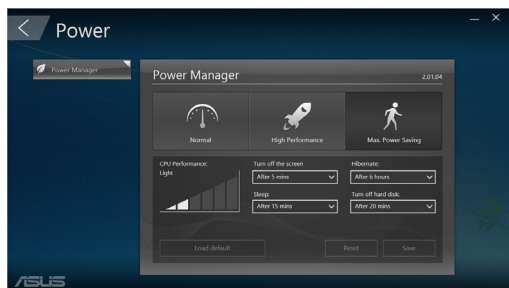 Power
Power Manager
Power Manager
2.01.04
Normal
High Performance
Max. Power Saving
CPU Performance:
Light
Turn off the screen
After 5 mins
Hibernate:
After 6 hours
Sleep:
After 15 mins
Turn off hard disk:
After 20 mins
Load default
Reset
Save
ASUS